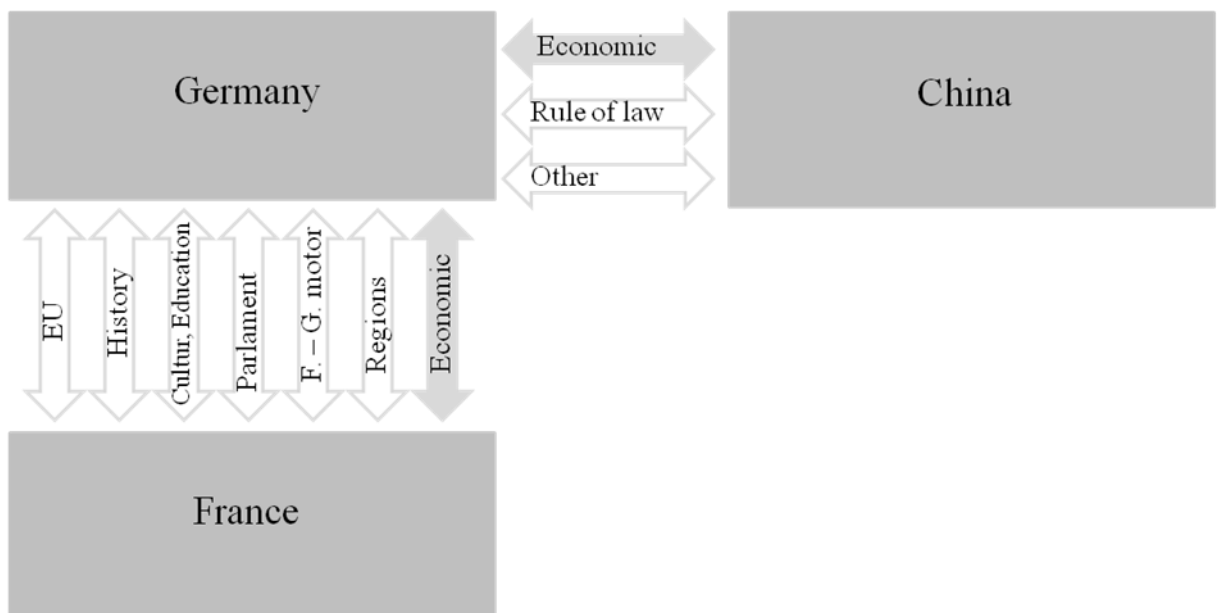 Germany
Economic
Rule of law
Other
China
EU
History
Cultur, Education
Parlament
F. – G. motor
Regions
Economic
France